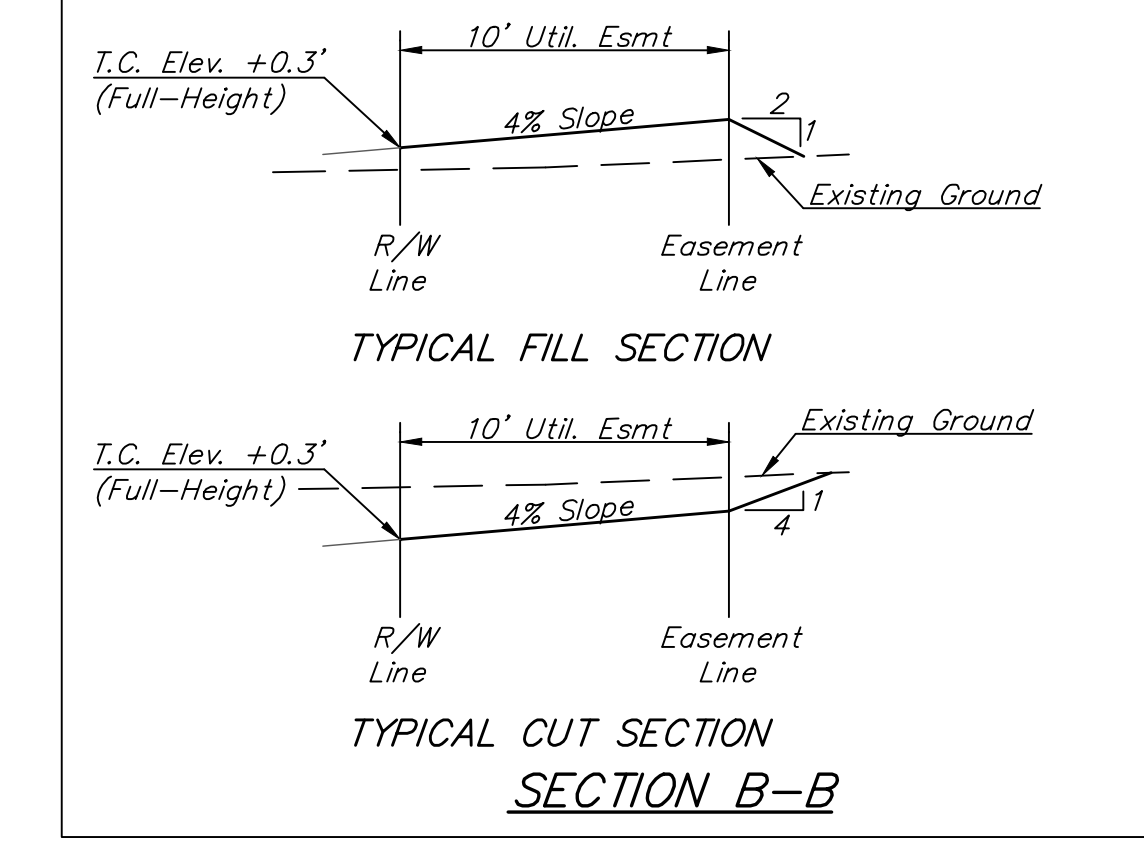 10' Util. Esmt
T.C. Elev. +0.3'
(Full-Height)
4% Slope
2
1
Existing Ground
R/W
Line
Easement
Line
TYPICAL FILL SECTION
10' Util. Esmt
Existing Ground
T.C. Elev. +0.3'
(Full-Height)
4% Slope
1
4
R/W
Line
Easement
Line
TYPICAL CUT SECTION
SECTION B-B